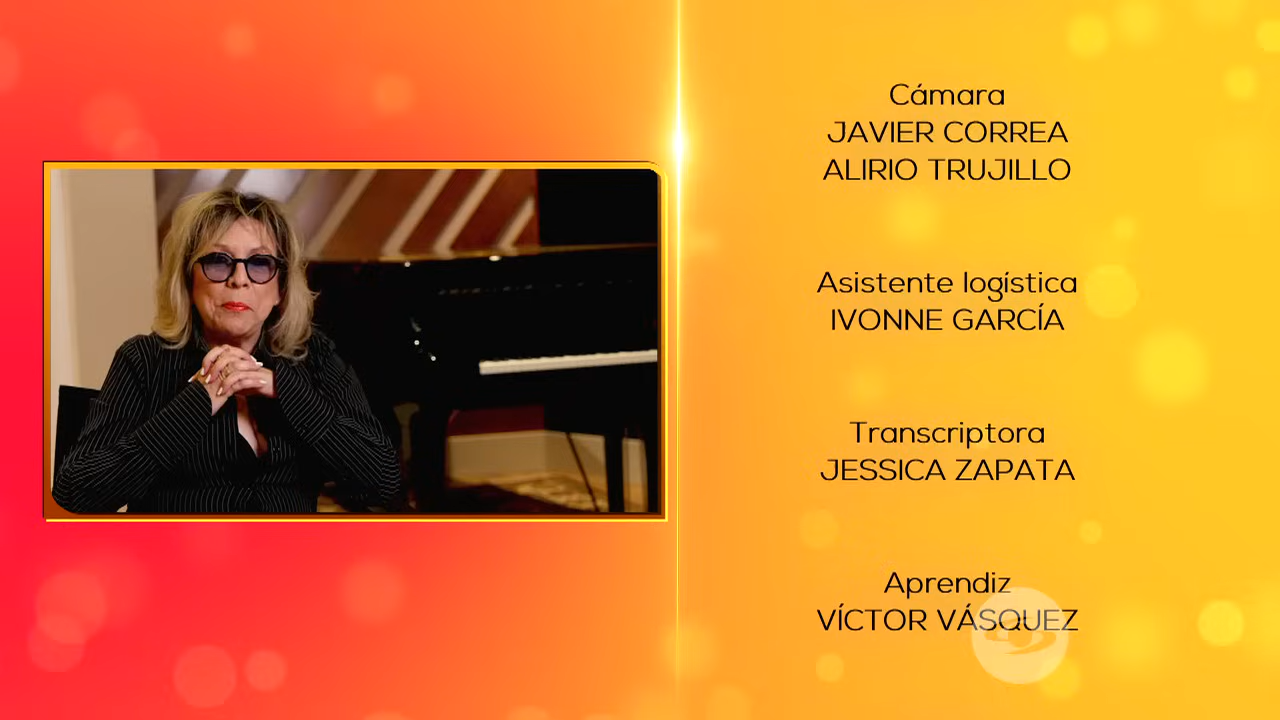 Cámara
JAVIER CORREA
ALIRIO TRUJILLO
Asistente logística
IVONNE GARCÍA
Transcriptora
JESSICA ZAPATA
Aprendiz
VÍCTOR VÁSQUEZ